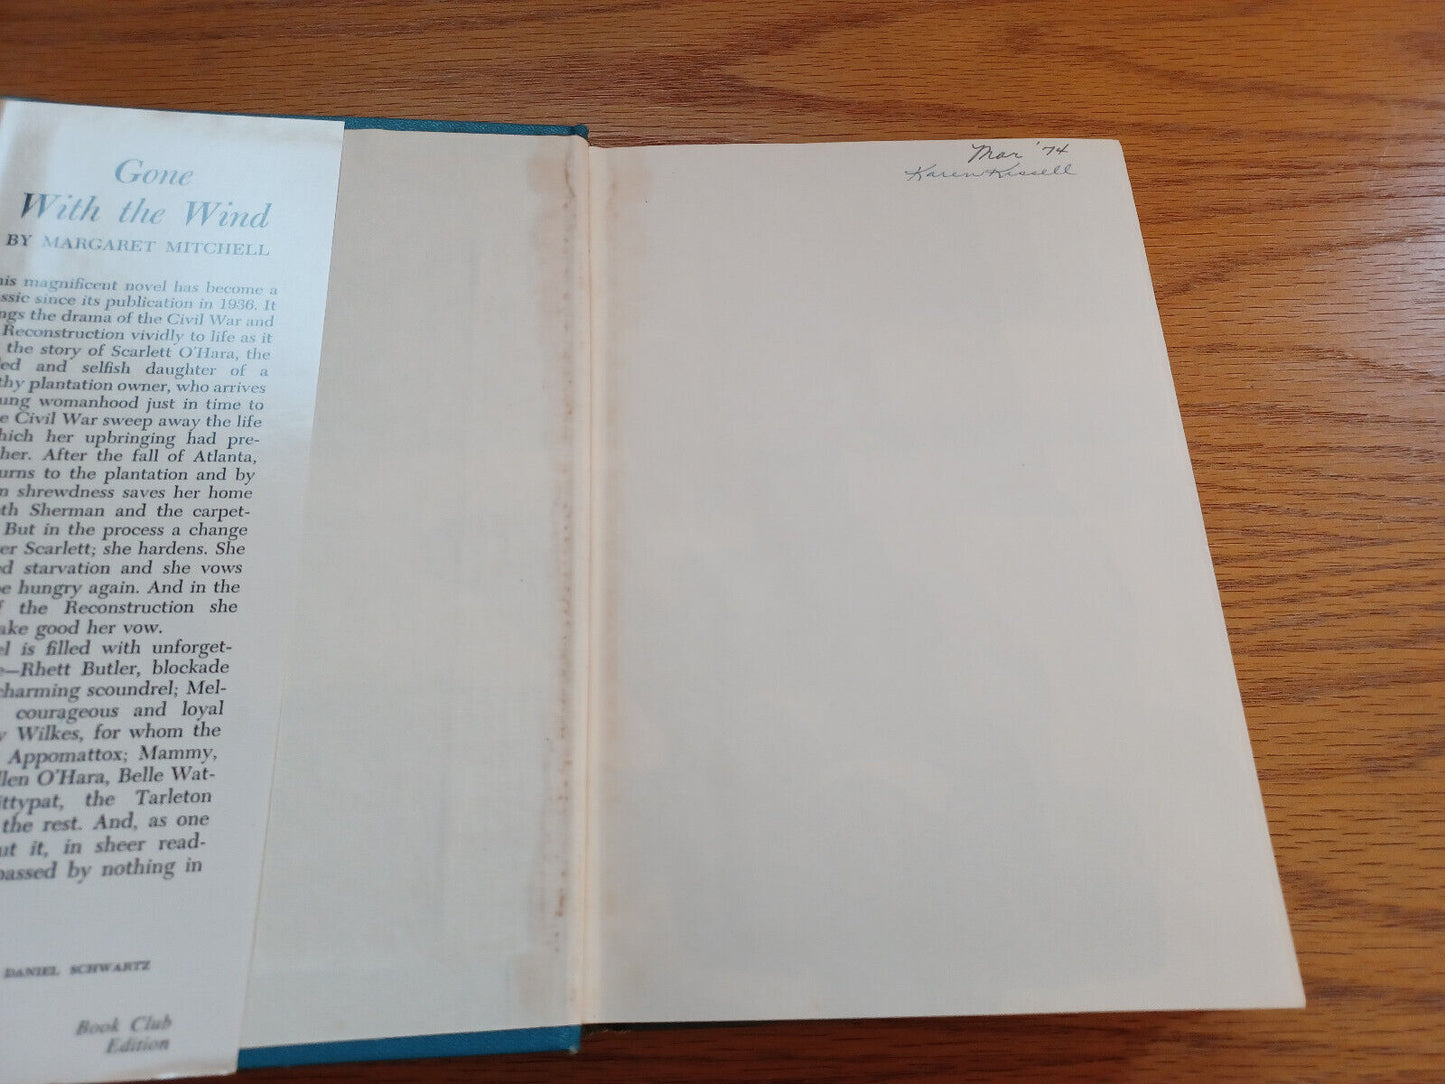 Gone
With the Wind
BY MARGARET MITCHELL
his magnificent novel has become a
assic since its publication in 1936. It
ngs the drama of the Civil War and
Reconstruction vividly to life as it
the story of Scarlett O'Hara, the
led and selfish daughter of a
thy plantation owner, who arrives
ung womanhood just in time to
e Civil War sweep away the life
hich her upbringing had pre-
her. After the fall of Atlanta,
urns to the plantation and by
n shrewdness saves her home
th Sherman and the carpet-
But in the process a change
er Scarlett; she hardens. She
d starvation and she vows
e hungry again. And in the
f the Reconstruction she
ake good her vow.
el is filled with unforget-
e—Rhett Butler, blockade
charming scoundrel; Mel-
courageous and loyal
y Wilkes, for whom the
Appomattox; Mammy,
llen O'Hara, Belle Wat-
ittypat, the Tarleton
the rest. And, as one
ut it, in sheer read-
passed by nothing in
DANIEL SCHWARTZ
Book Club
Edition
Mar '74
Karen Kissell